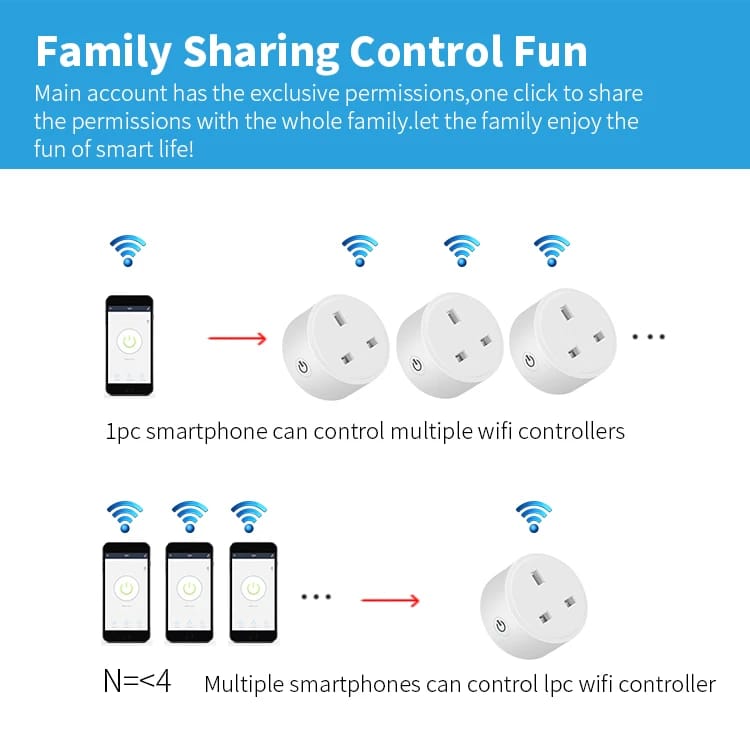 Family Sharing Control Fun
Main account has the exclusive permissions,one click to share
the permissions with the whole family.let the family enjoy the
fun of smart life!
1pc smartphone can control multiple wifi controllers
N=<4
Multiple smartphones can control lpc wifi controller